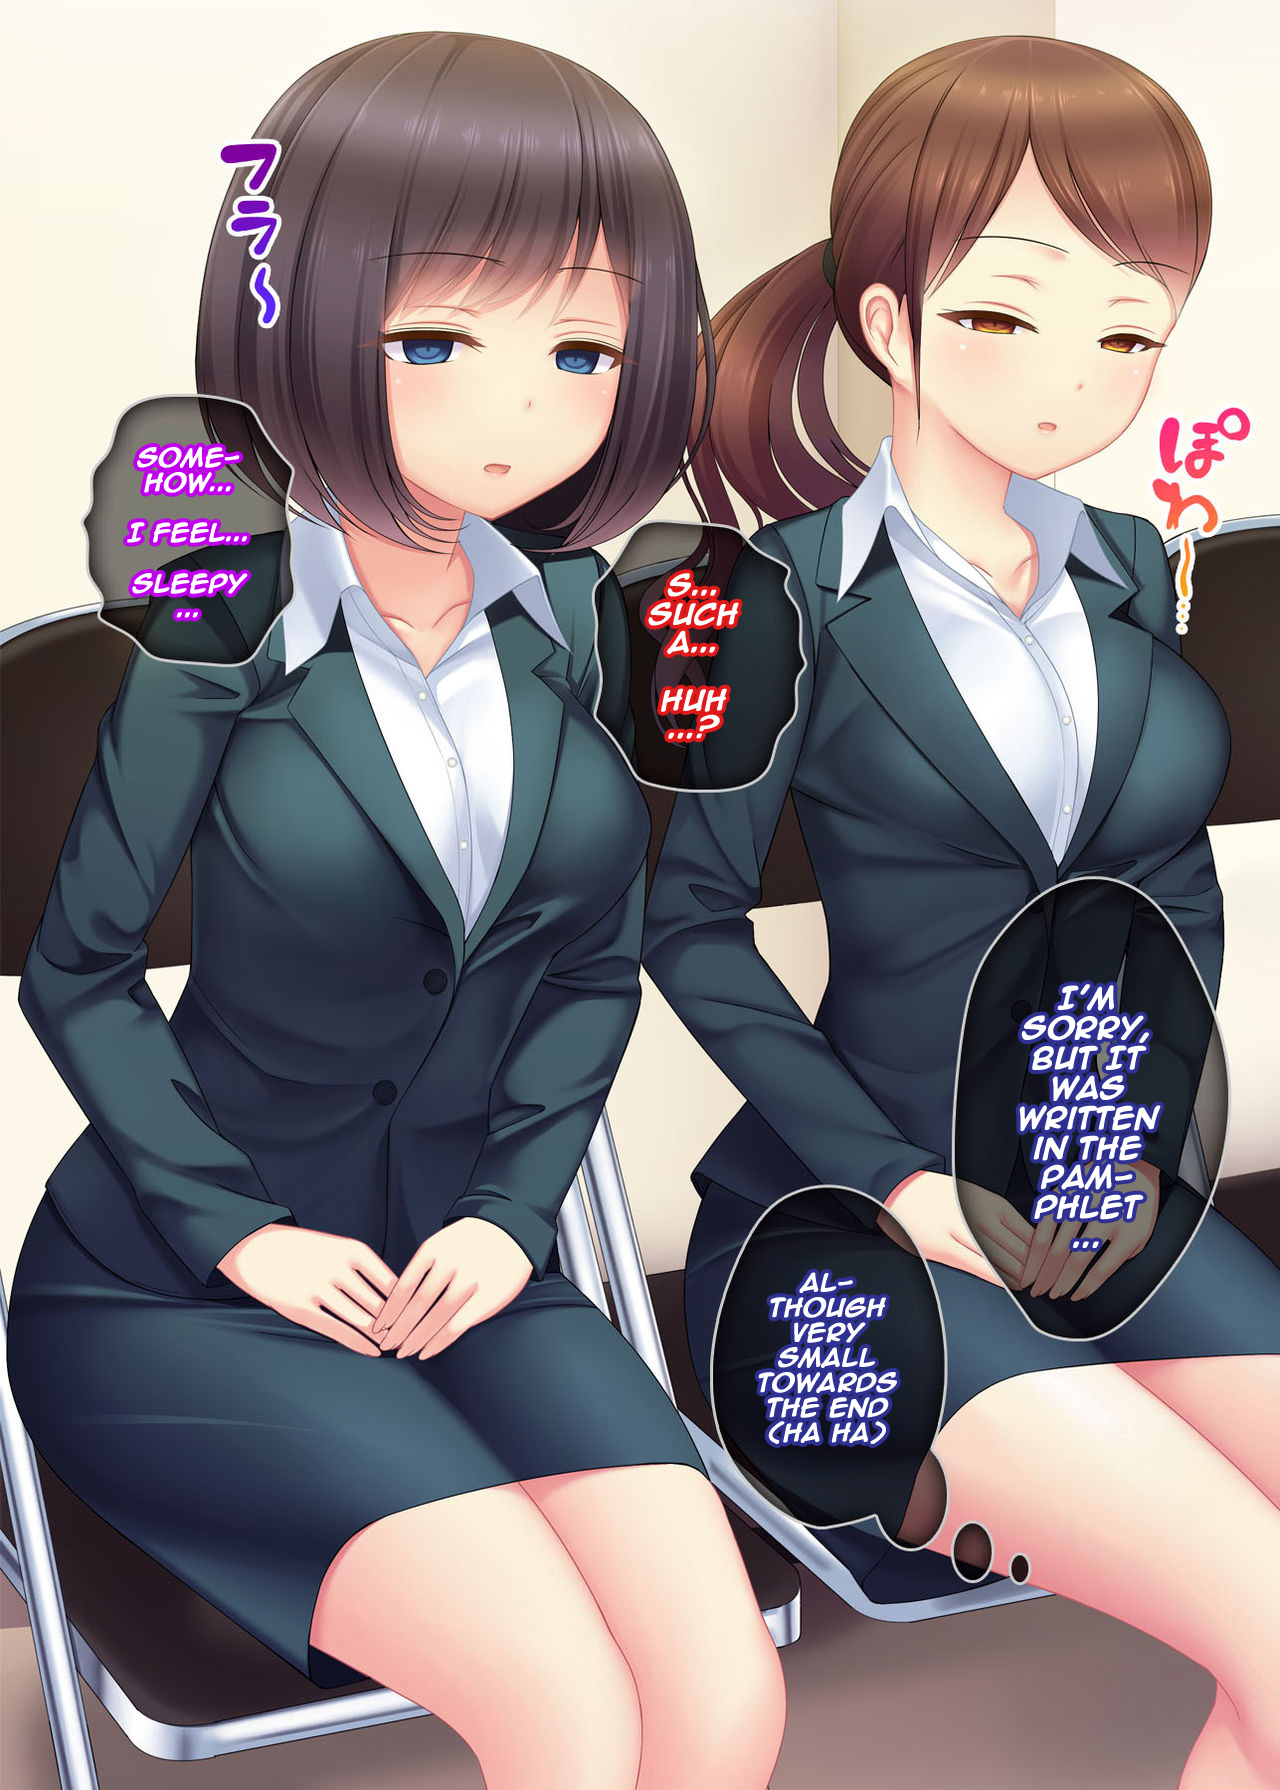 フラ～
SOME-
HOW...
I FEEL...
SLEEPY
...
ぽわ～...
S...
SUCH
A...
HUH
...?
I'M
SORRY,
BUT IT
WAS
WRITTEN
IN THE
PAM-
PHLET
...
AL-
THOUGH
VERY
SMALL
TOWARDS
THE END
(HA HA)